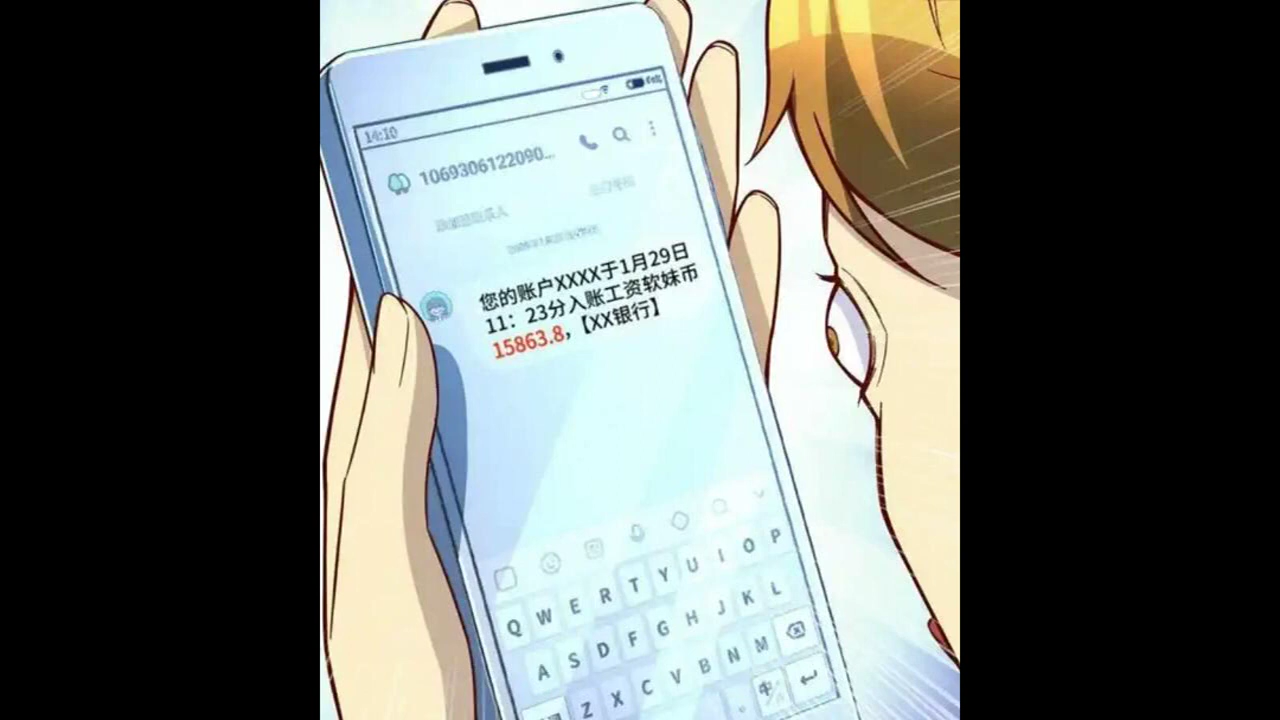 14:10
1069306122090...
您的账户XXXX于1月29日
11：23分入账工资软妹币
15863.8，【XX银行】
Q W E R T Y U I O P
A S D F G H J K L
Z X C V B N M
中